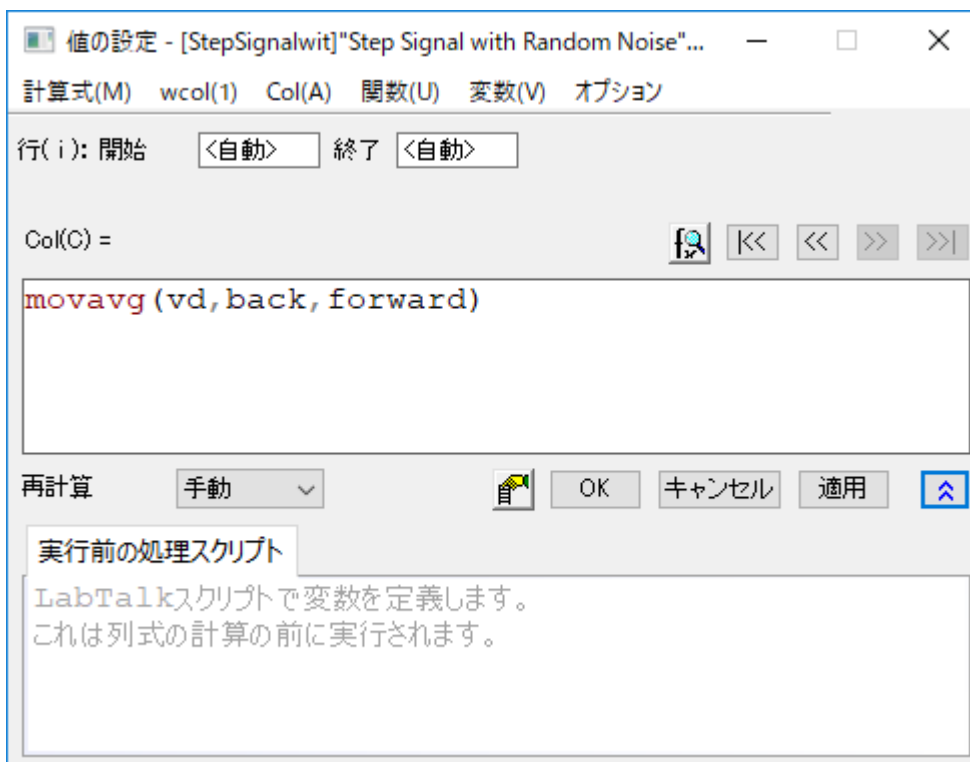 値の設定 - [StepSignalwit]"Step Signal with Random Noise"...
計算式(M) wcol(1) Col(A) 関数(U) 変数(V) オプション
行(i): 開始 <自動> 終了 <自動>
Col(C) = |<< << >> >>|
movavg(vd,back,forward)
再計算 手動 OK キャンセル 適用
実行前の処理スクリプト
LabTalkスクリプトで変数を定義します。
これは列式の計算の前に実行されます。